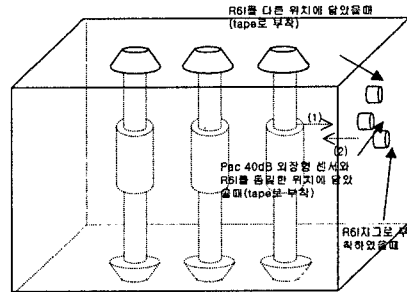 R6I를 다른 위치에 달았을때
(tape로 부착)
(1)
(2)
Pac 40dB 외장형 센서와
R6I를 동일한 위치에 달았
을때(tape로 부착)
R6I지그로 부
착하였을때